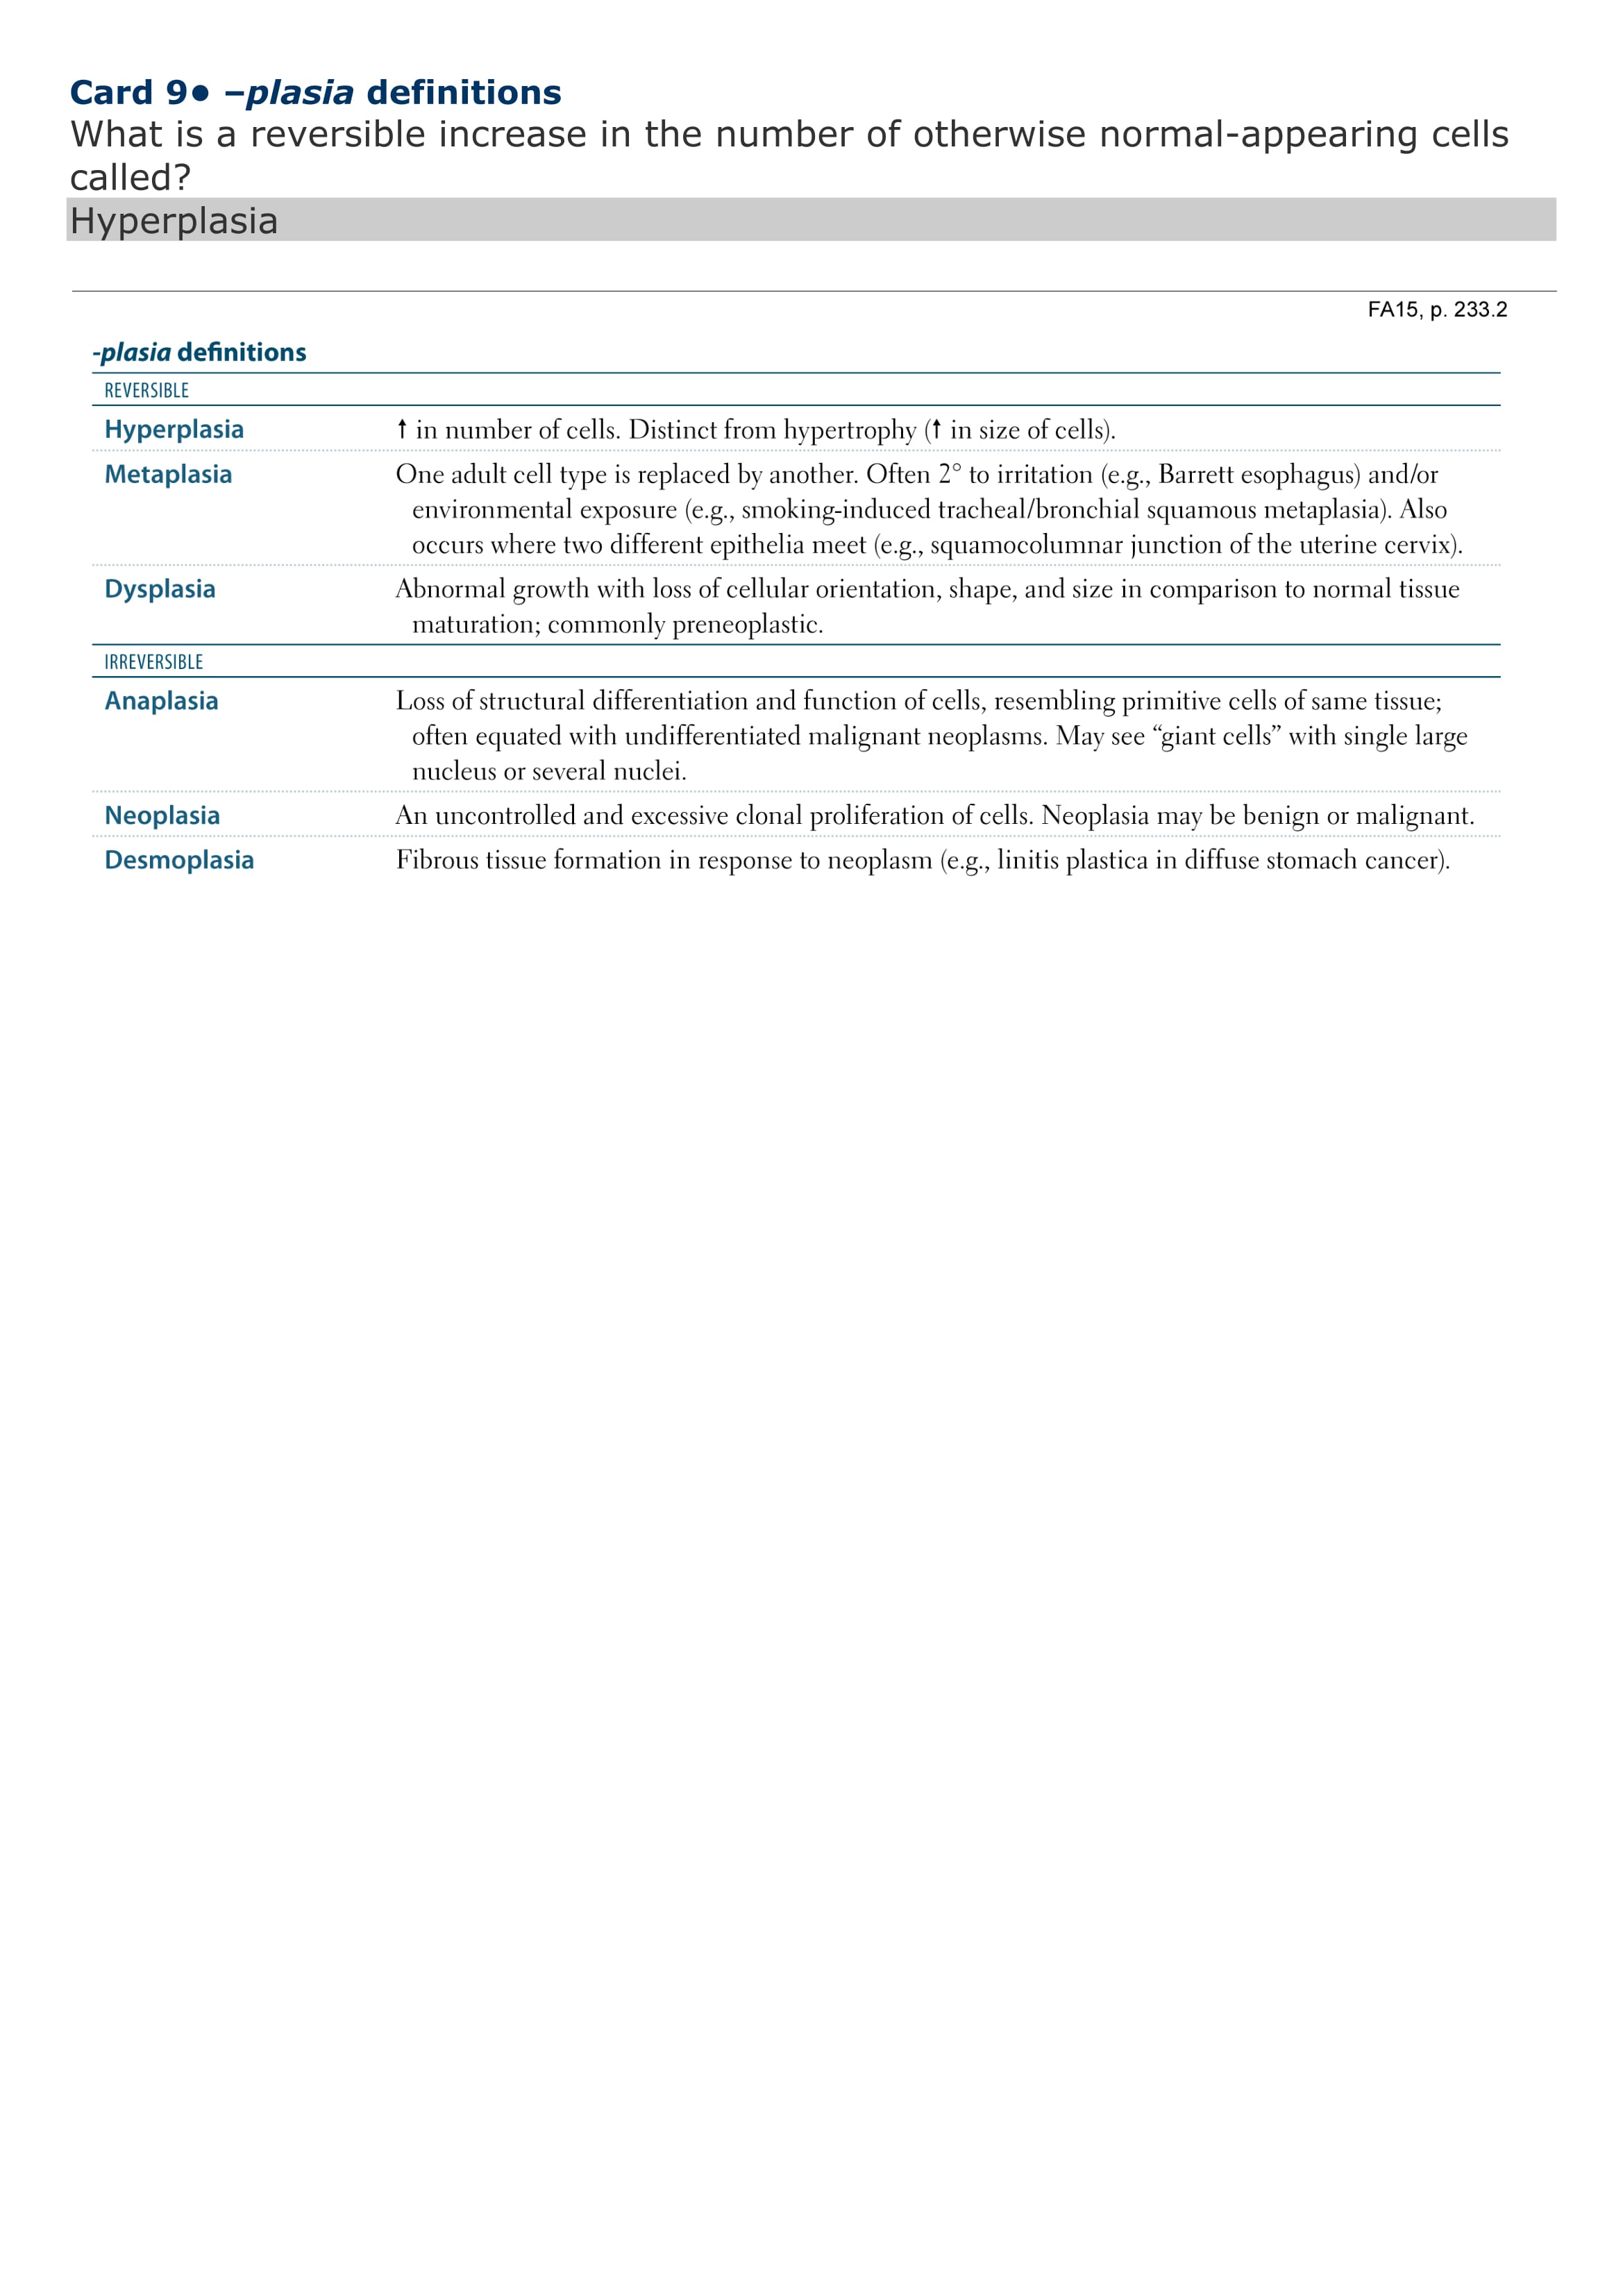 Card 9● –plasia definitions
What is a reversible increase in the number of otherwise normal-appearing cells
called?
Hyperplasia
FA15, p. 233.2
-plasia definitions
REVERSIBLE
Hyperplasia ↑ in number of cells. Distinct from hypertrophy (↑ in size of cells).
Metaplasia One adult cell type is replaced by another. Often 2° to irritation (e.g., Barrett esophagus) and/or
environmental exposure (e.g., smoking-induced tracheal/bronchial squamous metaplasia). Also
occurs where two different epithelia meet (e.g., squamocolumnar junction of the uterine cervix).
Dysplasia Abnormal growth with loss of cellular orientation, shape, and size in comparison to normal tissue
maturation; commonly preneoplastic.
IRREVERSIBLE
Anaplasia Loss of structural differentiation and function of cells, resembling primitive cells of same tissue;
often equated with undifferentiated malignant neoplasms. May see “giant cells” with single large
nucleus or several nuclei.
Neoplasia An uncontrolled and excessive clonal proliferation of cells. Neoplasia may be benign or malignant.
Desmoplasia Fibrous tissue formation in response to neoplasm (e.g., linitis plastica in diffuse stomach cancer).